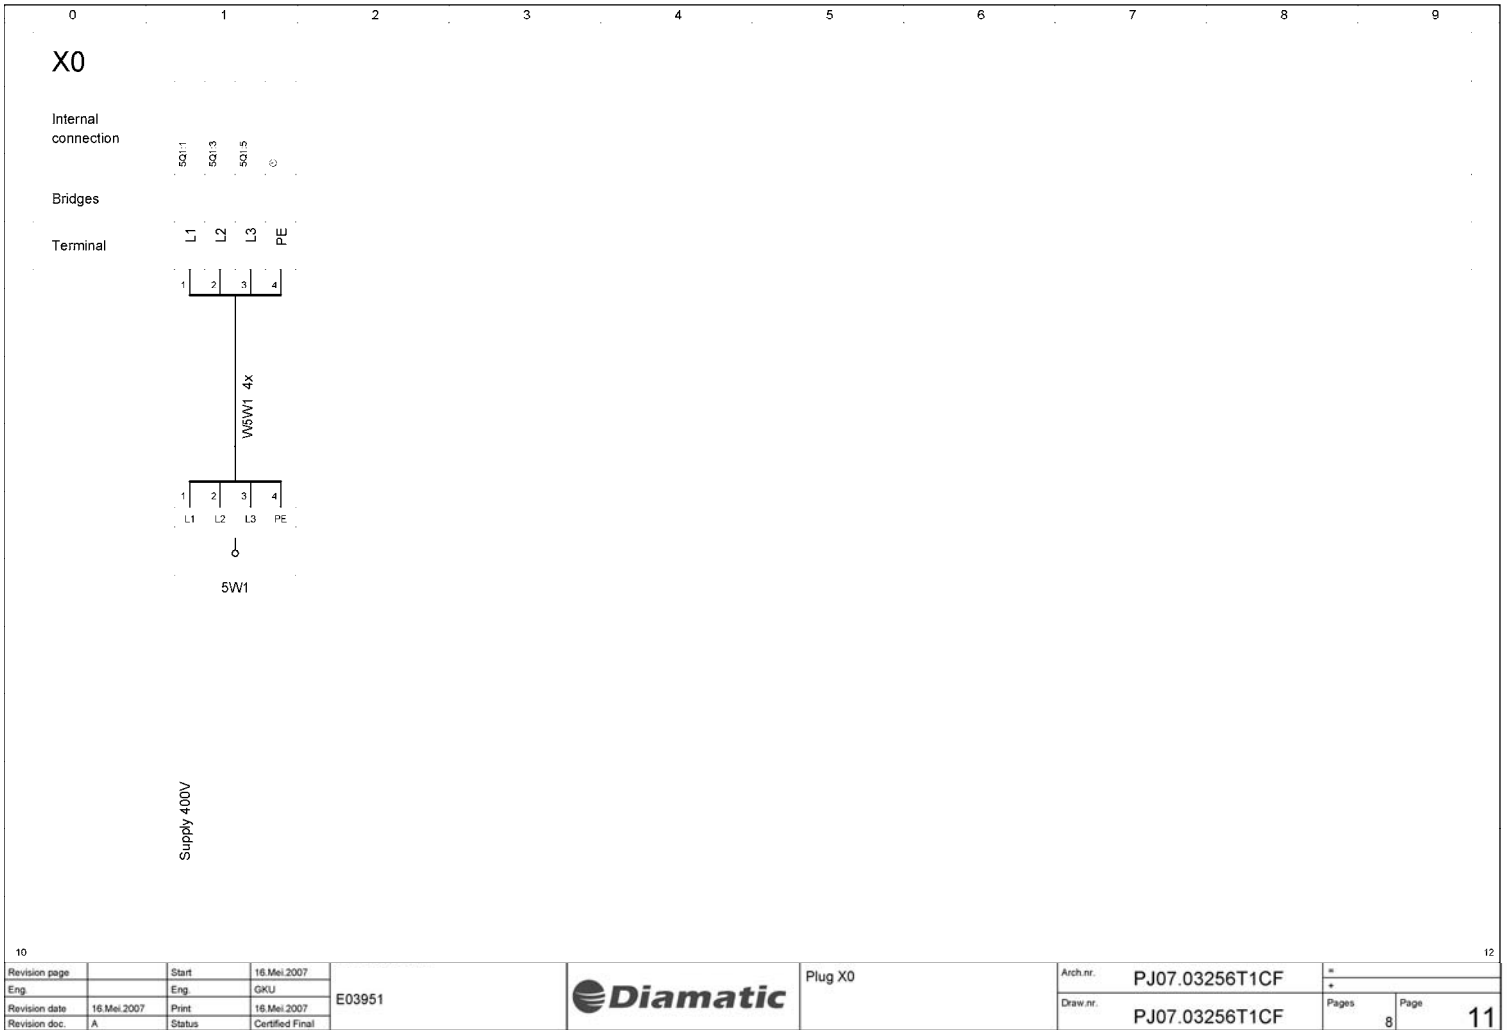 0 1 2 3 4 5 6 7 8 9
X0
Internal
connection
5Q1:1 5Q1:3 5Q1:5
Bridges
Terminal
L1 L2 L3 PE
1 2 3 4
W5W1 4x
1 2 3 4
L1 L2 L3 PE
5W1
Supply 400V
10 12
Revision page Start 16.Mei.2007
Eng. Eng. GKU
Revision date 16.Mei.2007 Print 16.Mei.2007
Revision doc. A Status Certified Final
E03951
Diamatic
Plug X0
Arch.nr. PJ07.03256T1CF
Draw.nr. PJ07.03256T1CF
=
+
Pages 8 Page 11